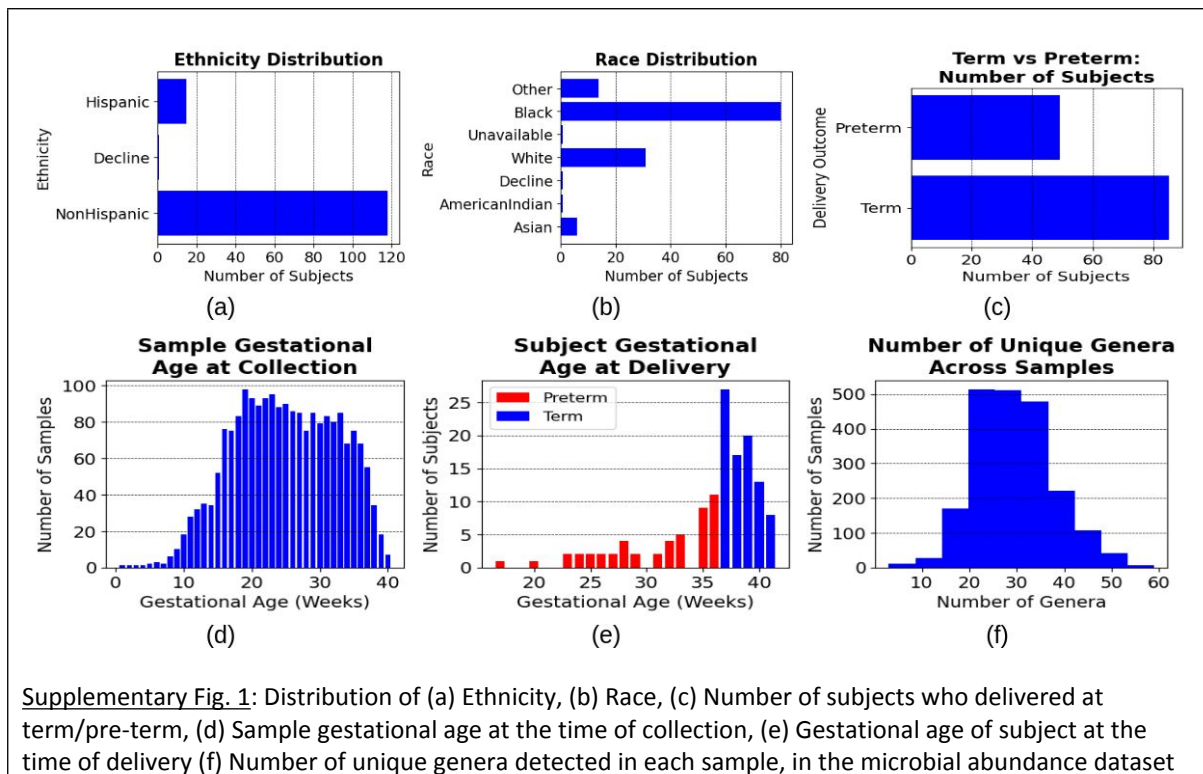 Ethnicity Distribution
Hispanic
Decline
NonHispanic
Ethnicity
0 20 40 60 80 100 120
Number of Subjects
(a)
Race Distribution
Other
Black
Unavailable
White
Decline
AmericanIndian
Asian
Race
0 20 40 60 80
Number of Subjects
(b)
Term vs Preterm:
Number of Subjects
Preterm
Term
Delivery Outcome
0 20 40 60 80
Number of Subjects
(c)
Sample Gestational
Age at Collection
100
80
60
40
20
0
Number of Samples
0 10 20 30 40
Gestational Age (Weeks)
(d)
Subject Gestational
Age at Delivery
Preterm
Term
25
20
15
10
5
0
Number of Subjects
20 25 30 35 40
Gestational Age (Weeks)
(e)
Number of Unique Genera
Across Samples
500
400
300
200
100
0
Number of Samples
10 20 30 40 50 60
Number of Genera
(f)
Supplementary Fig. 1: Distribution of (a) Ethnicity, (b) Race, (c) Number of subjects who delivered at
term/pre-term, (d) Sample gestational age at the time of collection, (e) Gestational age of subject at the
time of delivery (f) Number of unique genera detected in each sample, in the microbial abundance dataset